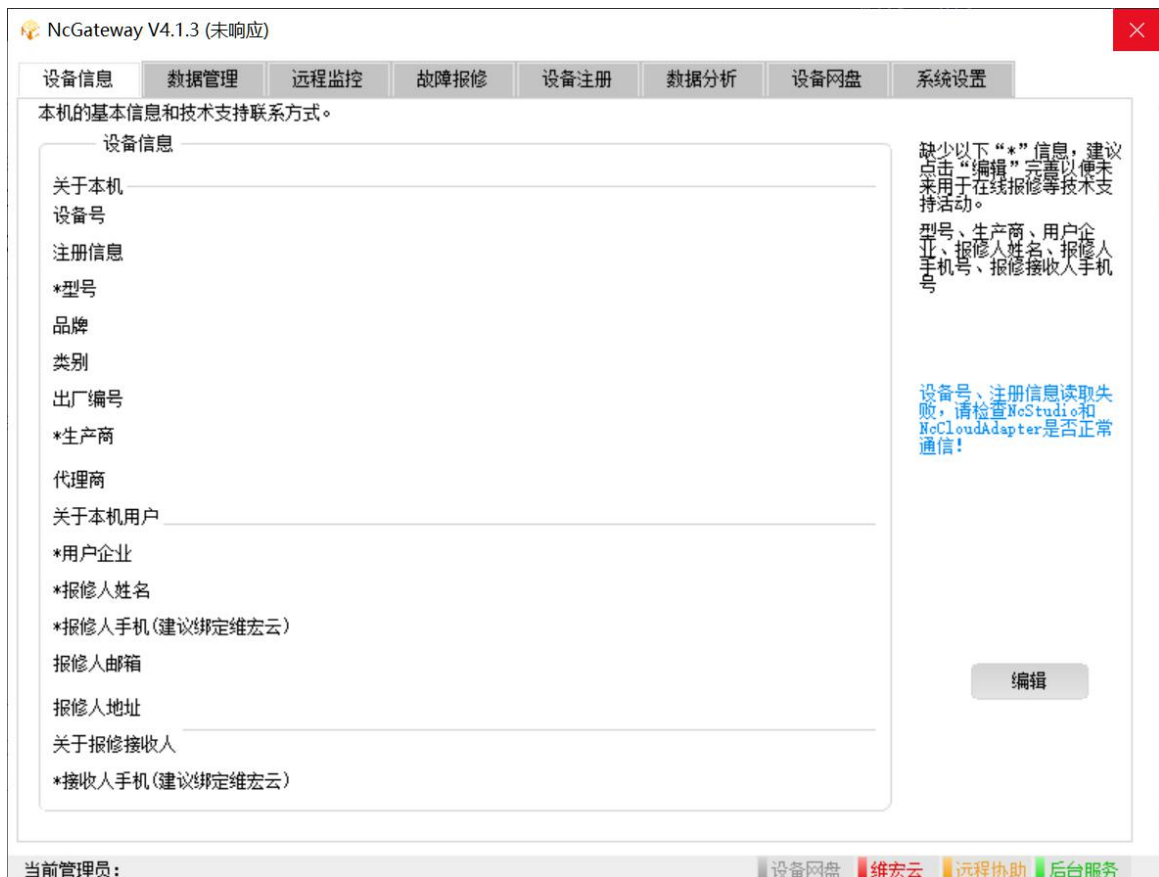 NcGateway V4.1.3 (未响应)
设备信息 数据管理 远程监控 故障报修 设备注册 数据分析 设备网盘 系统设置
本机的基本信息和技术支持联系方式。
设备信息
关于本机
设备号
注册信息
*型号
品牌
类别
出厂编号
*生产商
代理商
关于本机用户
*用户企业
*报修人姓名
*报修人手机(建议绑定维宏云)
报修人邮箱
报修人地址
关于报修接收人
*接收人手机(建议绑定维宏云)
缺少以下“*”信息，建议
点击“编辑”完善以便未
来用于在线报修等技术支
持活动。
型号、生产商、用户企
业、报修人姓名、报修人
手机号、报修接收人手机
号
设备号、注册信息读取失
败，请检查NcStudio和
NcCloudAdapter是否正常
通信！
编辑
当前管理员：
设备网盘 维宏云 远程协助 后台服务